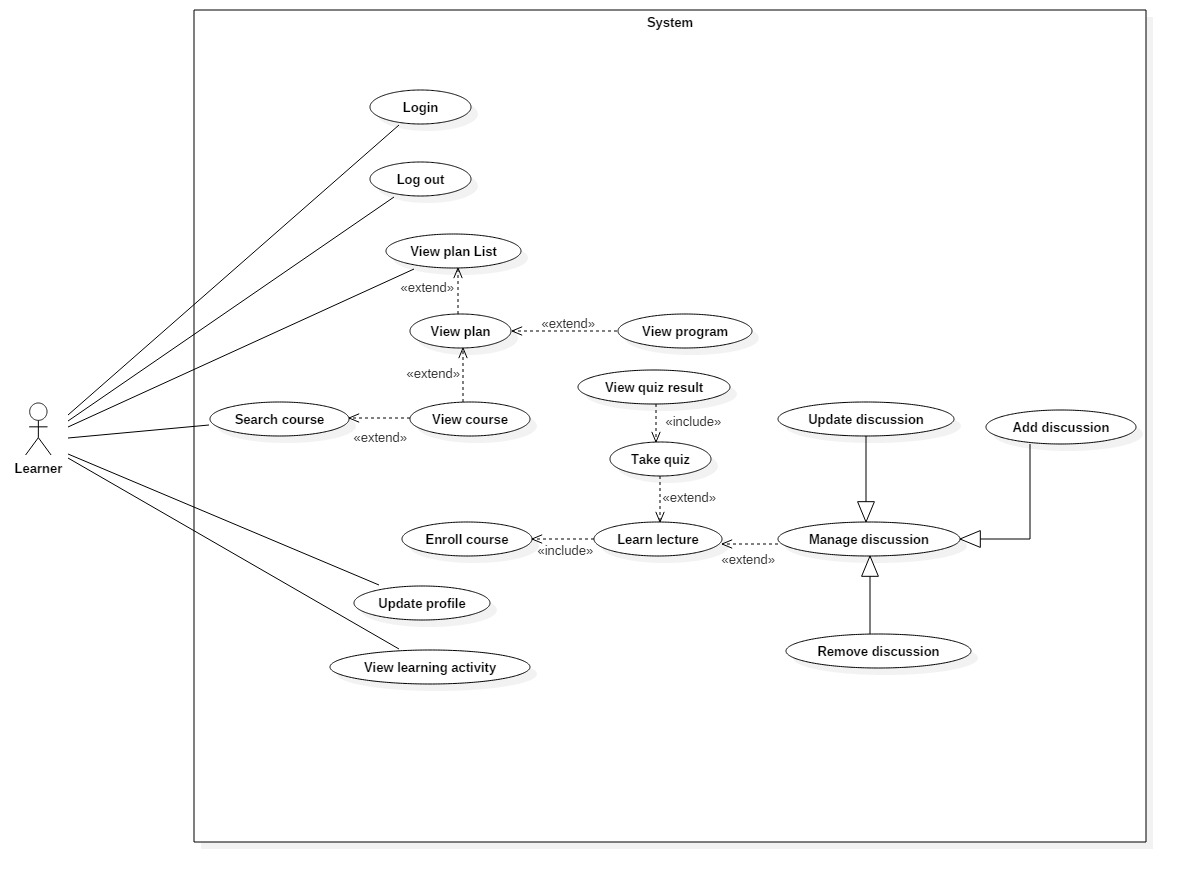 System
Login
Log out
View plan List
«extend»
View plan
«extend»
View program
«extend»
View quiz result
Search course
«extend»
View course
«include»
Update discussion
Add discussion
Take quiz
Learner
«extend»
Enroll course
«include»
Learn lecture
«extend»
Manage discussion
Update profile
Remove discussion
View learning activity